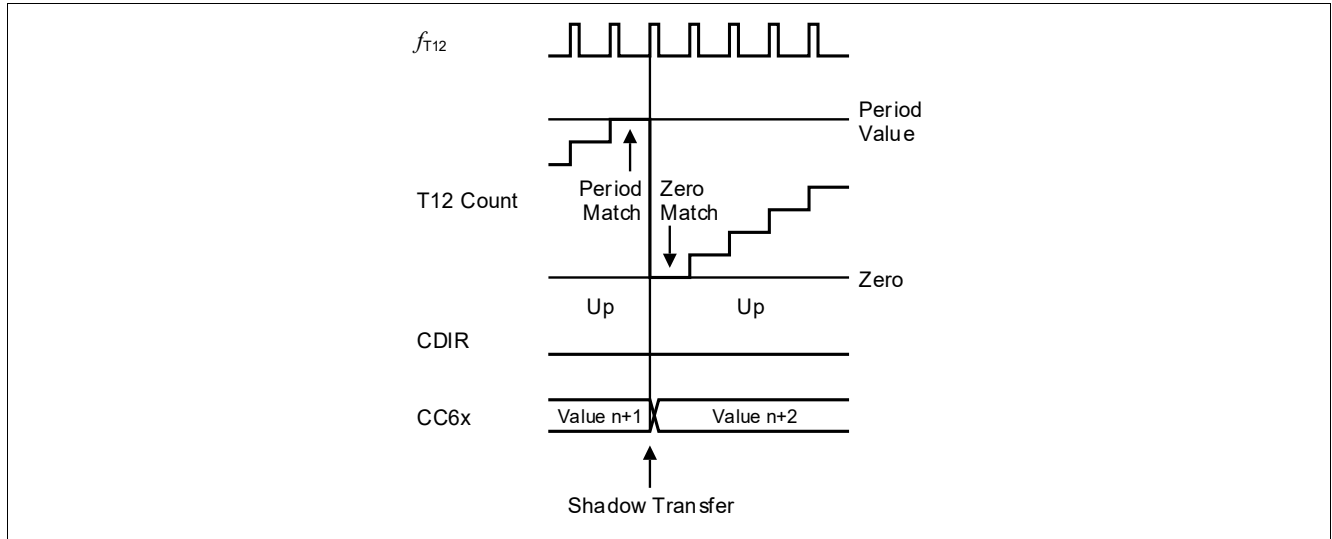 fT12
Period
Value
T12 Count
Period
Match
Zero
Match
Zero
Up
Up
CDIR
CC6x
Value n+1
Value n+2
Shadow Transfer